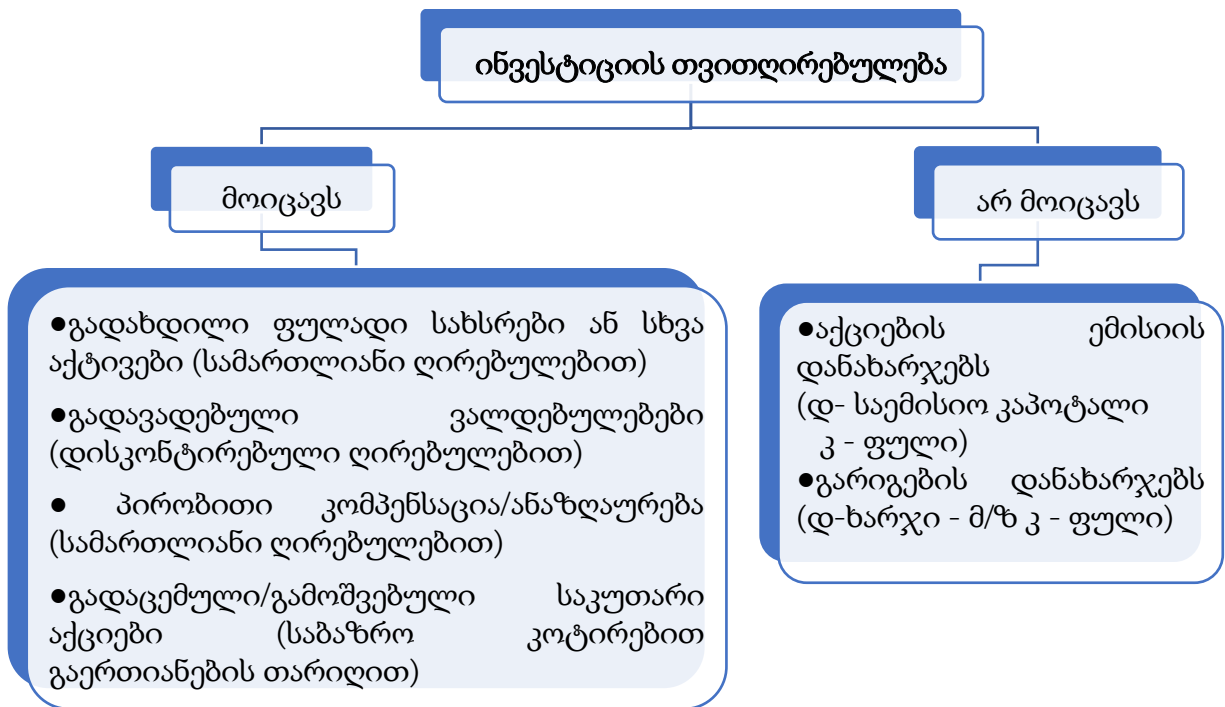 ინვესტიციის თვითღირებულება
მოიცავს
არ მოიცავს
●გადახდილი ფულადი სახსრები ან სხვა
აქტივები (სამართლიანი ღირებულებით)
●გადავადებული ვალდებულებები
(დისკონტირებული ღირებულებით)
● პირობითი კომპენსაცია/ანაზღაურება
(სამართლიანი ღირებულებით)
●გადაცემული/გამოშვებული საკუთარი
აქციები (საბაზრო კოტირებით
გაერთიანების თარიღით)
●აქციების ემისიის
დანახარჯებს
(დ- საემისიო კაპოტალი
კ - ფული)
●გარიგების დანახარჯებს
(დ-ხარჯი - მ/ზ კ - ფული)